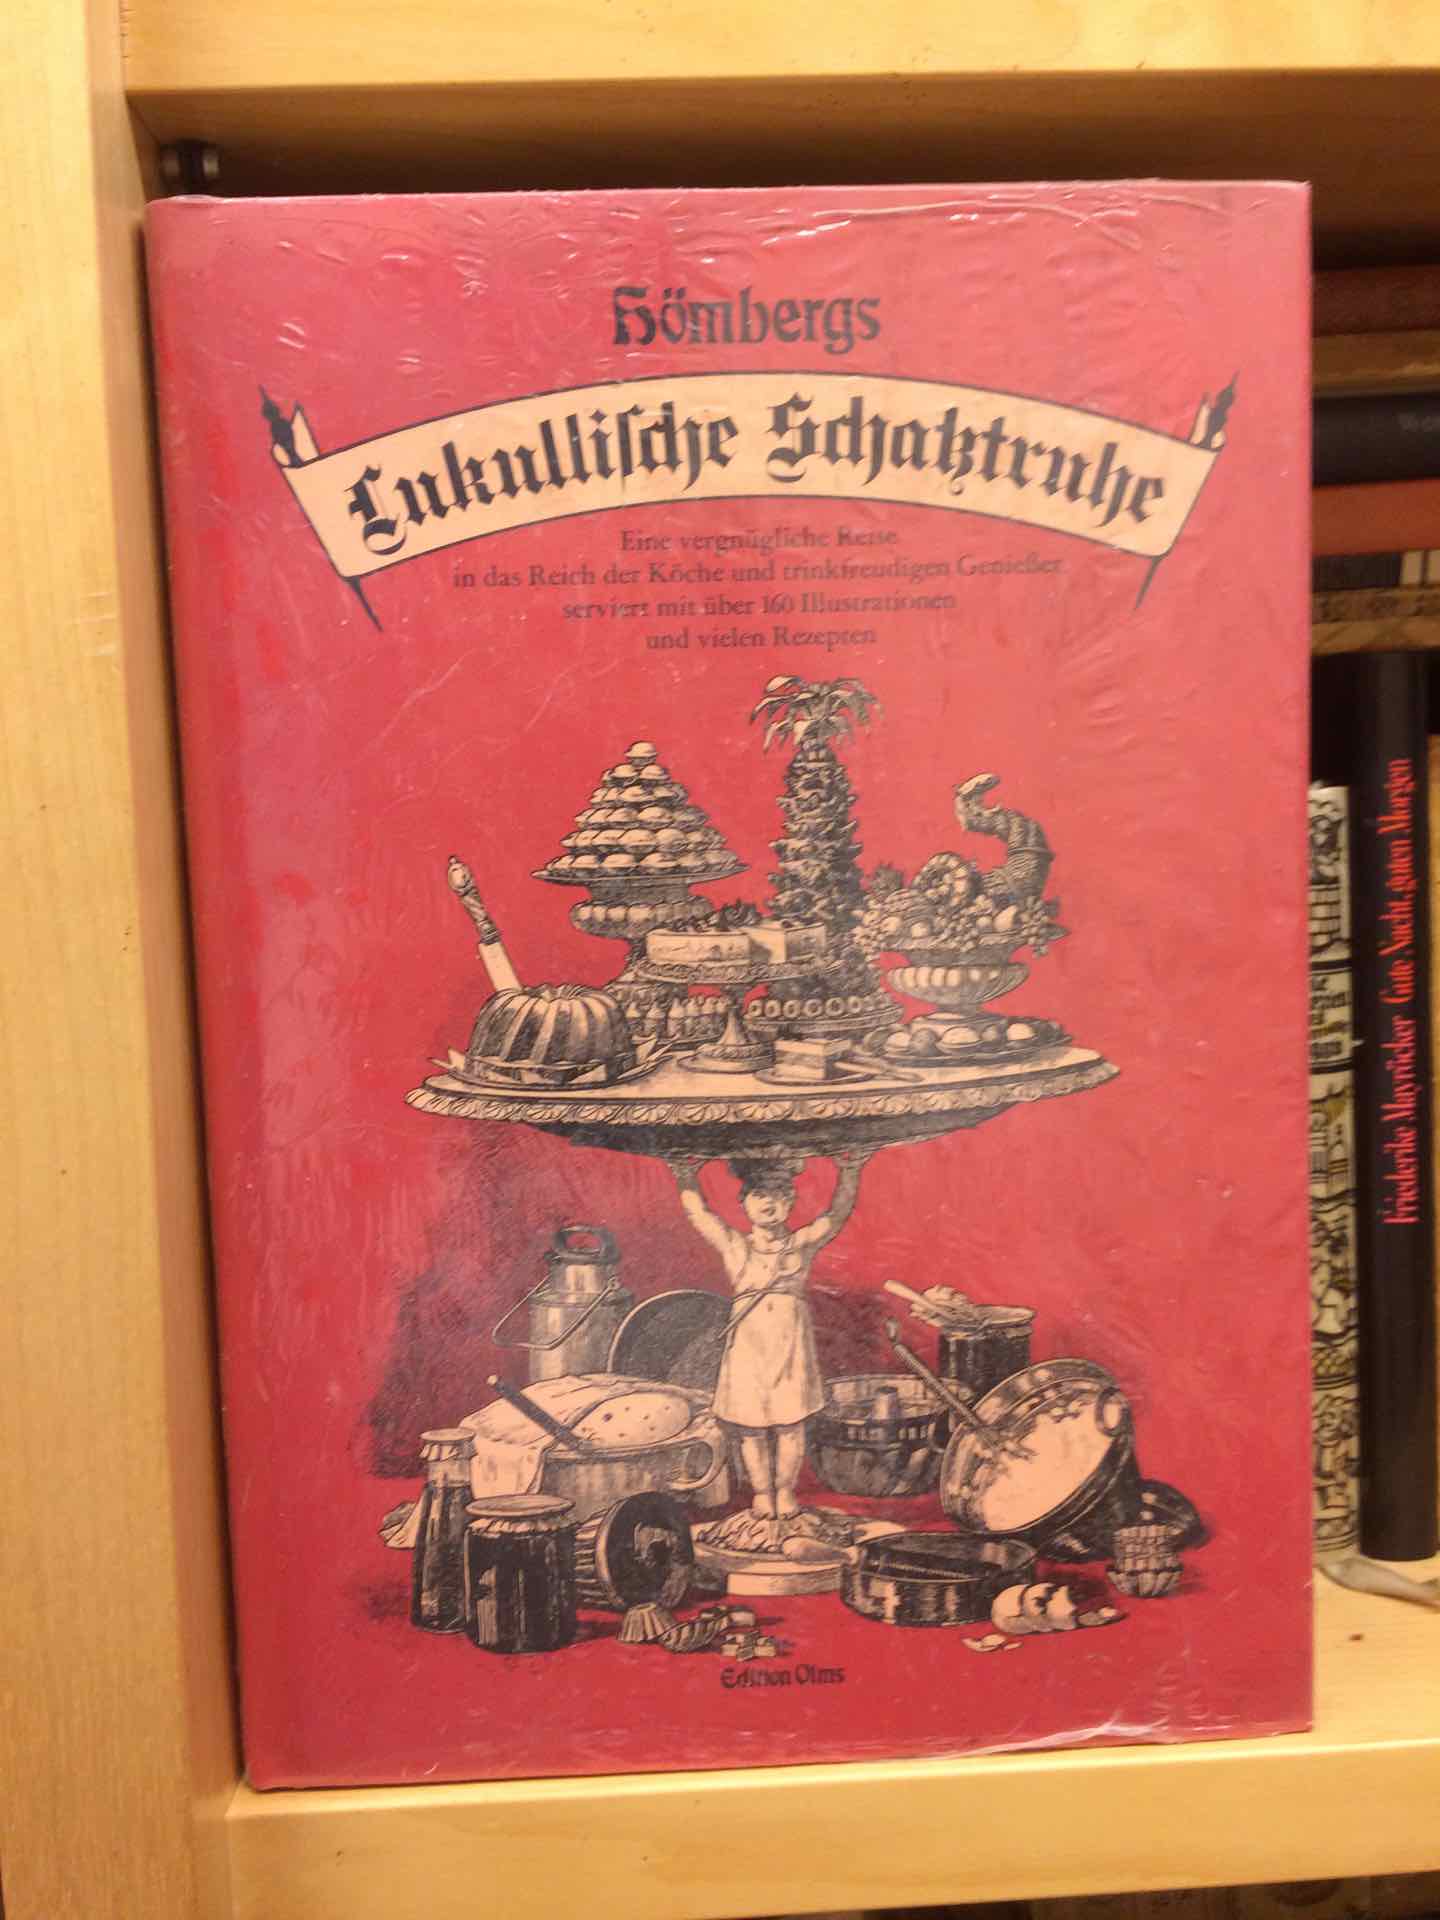 Hömbergs
Lukulliſche Schatztruhe
Eine vergnügliche Reise
in das Reich der Köche und trinkfreudigen Genießer
serviert mit über 160 Illustrationen
und vielen Rezepten
Edition Olms
Friederike Mayröcker Gute Nacht, guten Morgen